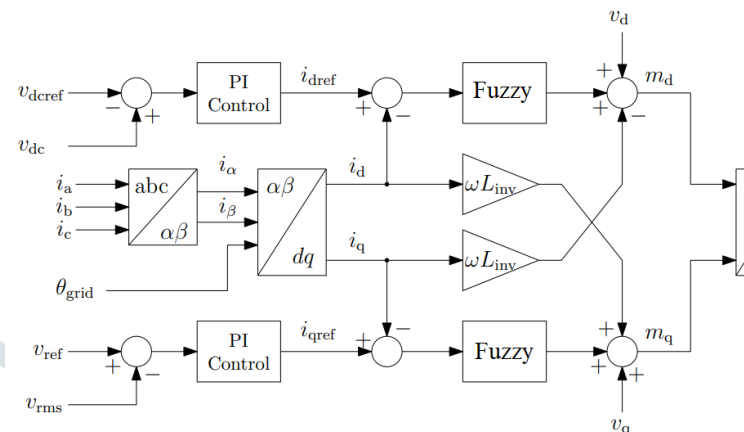 v_d
v_dcref
−
+
PI
Control
i_dref
+
−
Fuzzy
+
+
−
m_d
v_dc
i_a
i_b
i_c
abc
αβ
i_α
i_β
αβ
dq
i_d
ωL_inv
i_q
ωL_inv
θ_grid
v_ref
+
−
PI
Control
i_qref
+
−
Fuzzy
+
+
+
m_q
v_rms
v_q